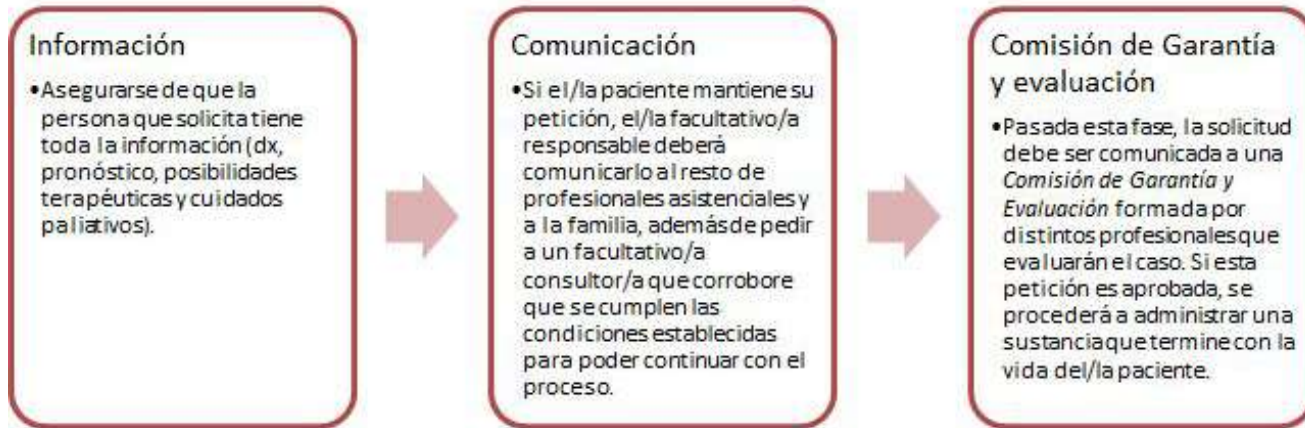 Información
•Asegurarse de que la
persona que solicita tiene
toda la información (dx,
pronóstico, posibilidades
terapéuticas y cuidados
paliativos).
Comunicación
•Si el/la paciente mantiene su
petición, el/la facultativo/a
responsable deberá
comunicarlo al resto de
profesionales asistenciales y
a la familia, además de pedir
a un facultativo/a
consultor/a que corrobore
que se cumplen las
condiciones establecidas
para poder continuar con el
proceso.
Comisión de Garantía
y evaluación
•Pasada esta fase, la solicitud
debe ser comunicada a una
Comisión de Garantía y
Evaluación formada por
distintos profesionales que
evaluarán el caso. Si esta
petición es aprobada, se
procederá a administrar una
sustancia que termine con la
vida del/la paciente.